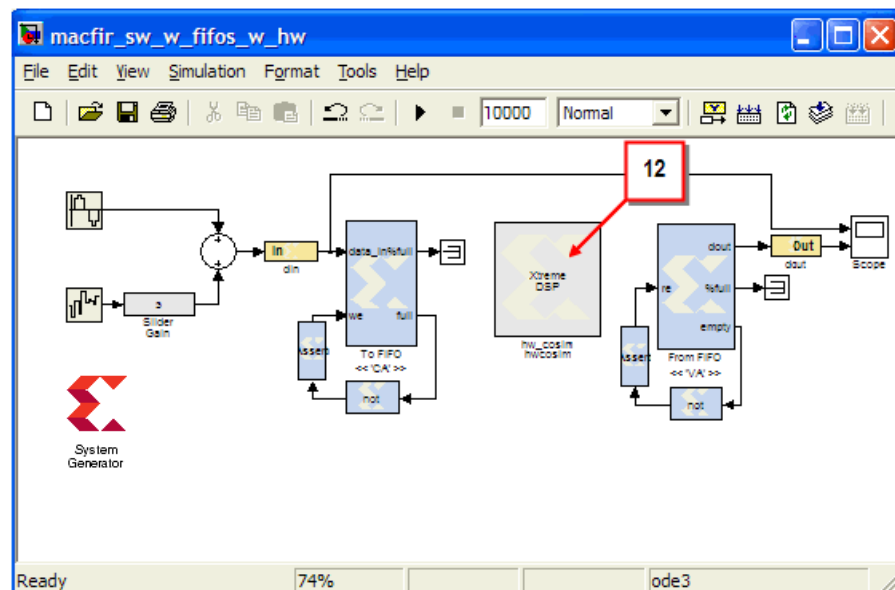 macfir_sw_w_fifos_w_hw
File Edit View Simulation Format Tools Help
10000 Normal
12
In
din
data_in %full
we full
Assert
To FIFO
<< 'CA' >>
not
3
Slider
Gain
System
Generator
Xtreme
DSP
hw_cosim
hwcosim
dout
re %full
empty
Assert
From FIFO
<< 'VA' >>
not
Out
dout
Scope
Ready 74% ode3